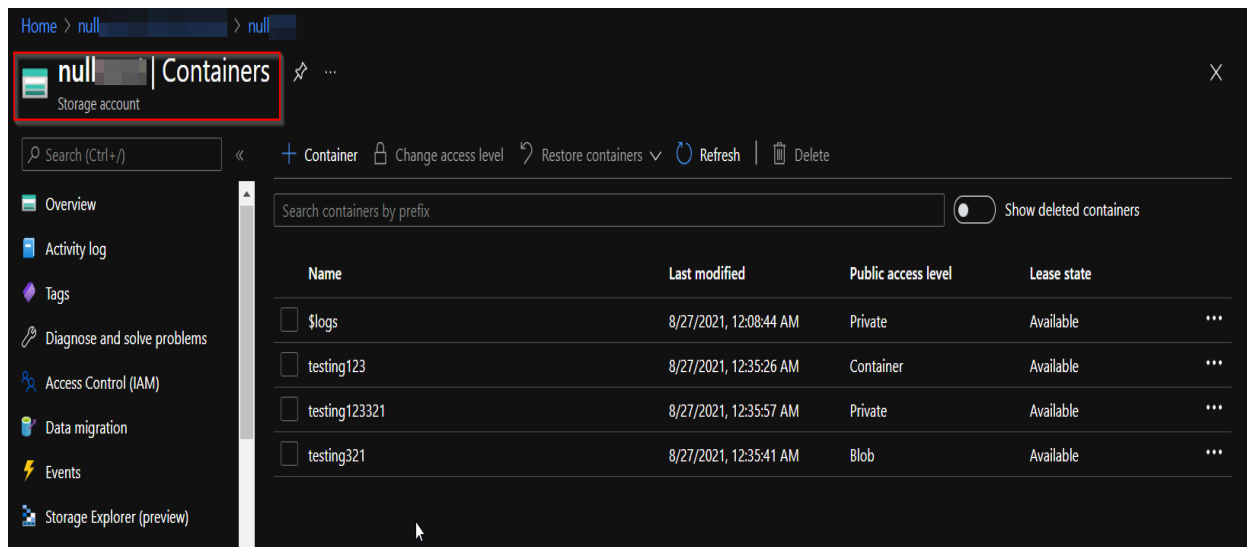 Home > null > null
null | Containers ...
Storage account
Search (Ctrl+/) «
+ Container Change access level Restore containers Refresh | Delete
Search containers by prefix Show deleted containers
Overview
Activity log
Tags
Diagnose and solve problems
Access Control (IAM)
Data migration
Events
Storage Explorer (preview)
Name Last modified Public access level Lease state
$logs 8/27/2021, 12:08:44 AM Private Available ...
testing123 8/27/2021, 12:35:26 AM Container Available ...
testing123321 8/27/2021, 12:35:57 AM Private Available ...
testing321 8/27/2021, 12:35:41 AM Blob Available ...